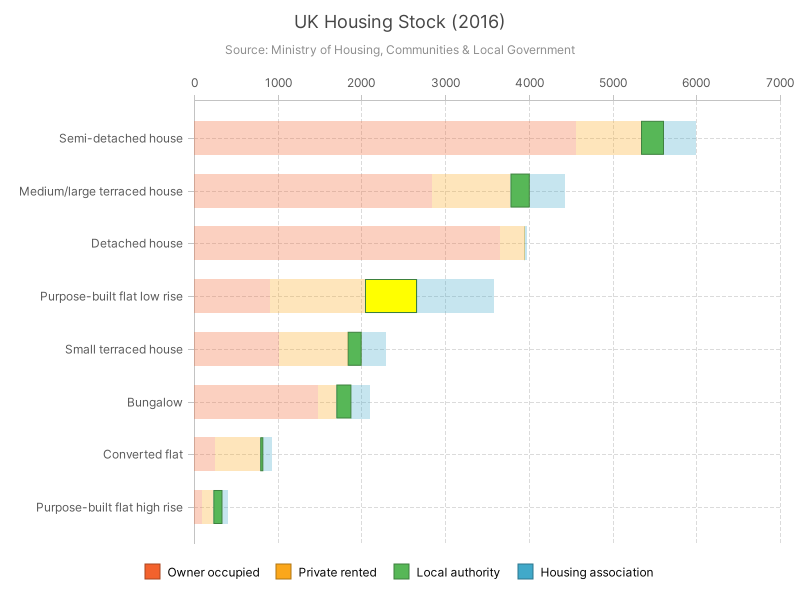 UK Housing Stock (2016)
Source: Ministry of Housing, Communities & Local Government
0 1000 2000 3000 4000 5000 6000 7000
Semi-detached house
Medium/large terraced house
Detached house
Purpose-built flat low rise
Small terraced house
Bungalow
Converted flat
Purpose-built flat high rise
Owner occupied Private rented Local authority Housing association